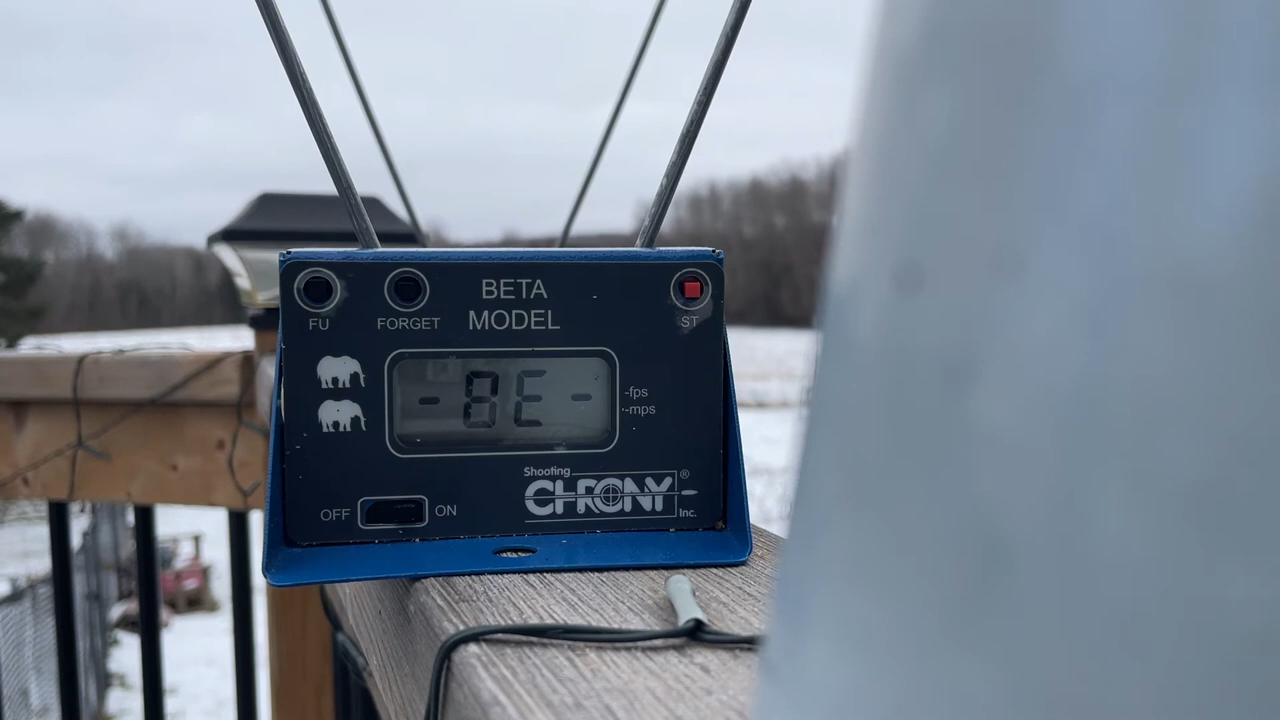 BETA
MODEL
FU
FORGET
ST
- 8E -
-fps
-mps
Shooting
CHRONY®
Inc.
OFF
ON